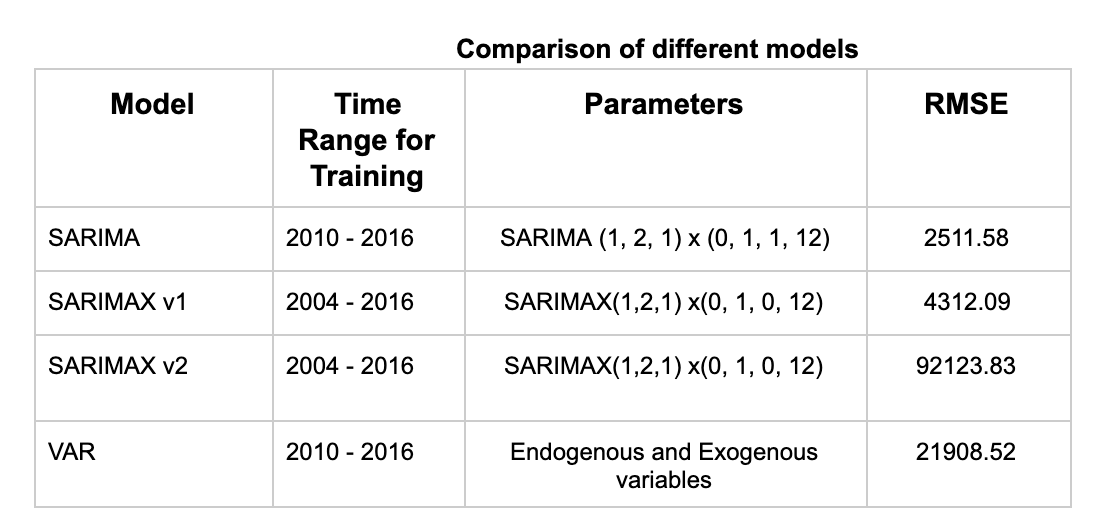 Comparison of different models
Model
Time
Range for
Training
Parameters
RMSE
SARIMA
2010 - 2016
SARIMA (1, 2, 1) x (0, 1, 1, 12)
2511.58
SARIMAX v1
2004 - 2016
SARIMAX(1,2,1) x(0, 1, 0, 12)
4312.09
SARIMAX v2
2004 - 2016
SARIMAX(1,2,1) x(0, 1, 0, 12)
92123.83
VAR
2010 - 2016
Endogenous and Exogenous
variables
21908.52